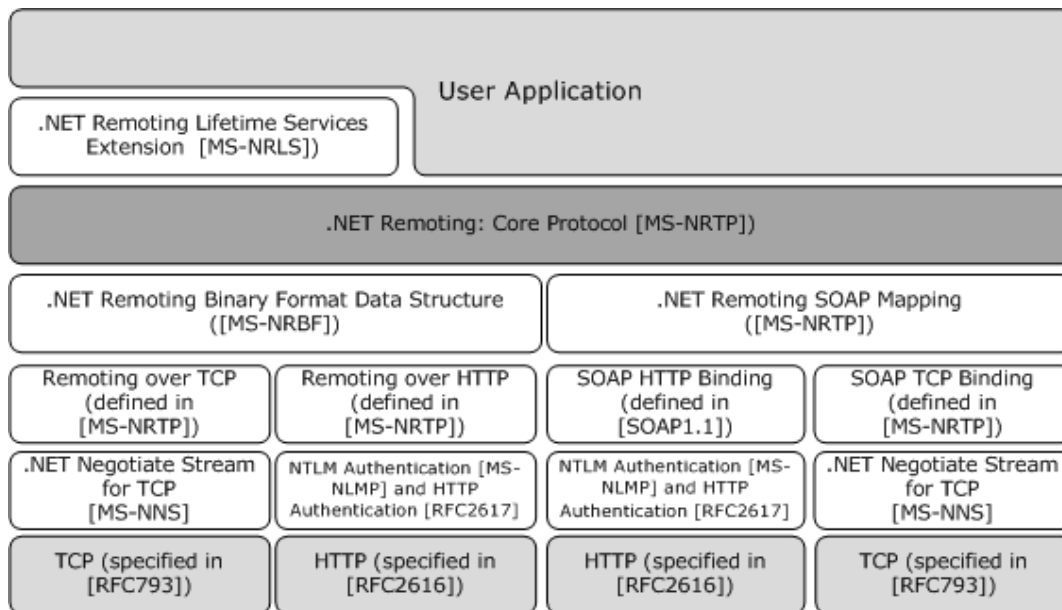 User Application
.NET Remoting Lifetime Services
Extension  [MS-NRLS])
.NET Remoting: Core Protocol [MS-NRTP])
.NET Remoting Binary Format Data Structure
([MS-NRBF])
.NET Remoting SOAP Mapping
([MS-NRTP])
Remoting over TCP
(defined in
[MS-NRTP])
Remoting over HTTP
(defined in
[MS-NRTP])
SOAP HTTP Binding
(defined in
[SOAP1.1])
SOAP TCP Binding
(defined in
[MS-NRTP])
.NET Negotiate Stream
for TCP
[MS-NNS]
NTLM Authentication [MS-
NLMP] and HTTP
Authentication [RFC2617]
NTLM Authentication [MS-
NLMP] and HTTP
Authentication [RFC2617]
.NET Negotiate Stream
for TCP
[MS-NNS]
TCP (specified in
[RFC793])
HTTP (specified in
[RFC2616])
HTTP (specified in
[RFC2616])
TCP (specified in
[RFC793])